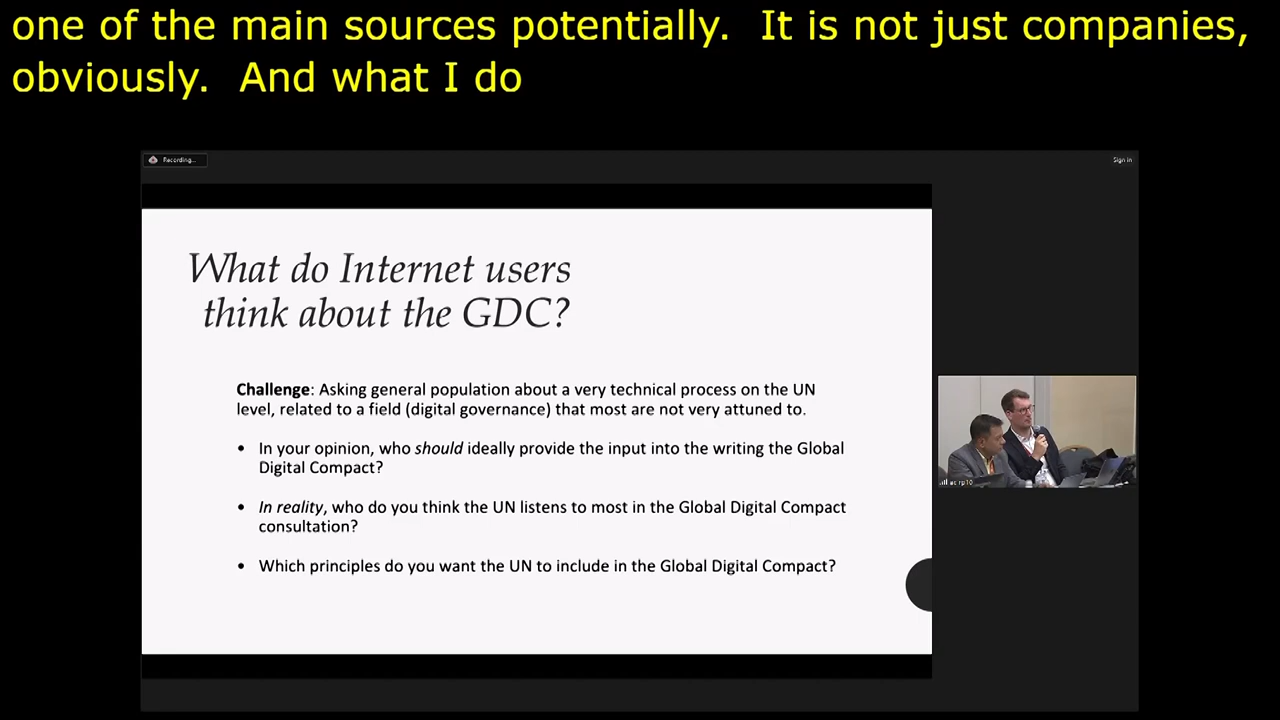 one of the main sources potentially.  It is not just companies,
obviously.  And what I do
Recording...
Sign in
What do Internet users
think about the GDC?
Challenge: Asking general population about a very technical process on the UN
level, related to a field (digital governance) that most are not very attuned to.
• In your opinion, who should ideally provide the input into the writing the Global
Digital Compact?
• In reality, who do you think the UN listens to most in the Global Digital Compact
consultation?
• Which principles do you want the UN to include in the Global Digital Compact?